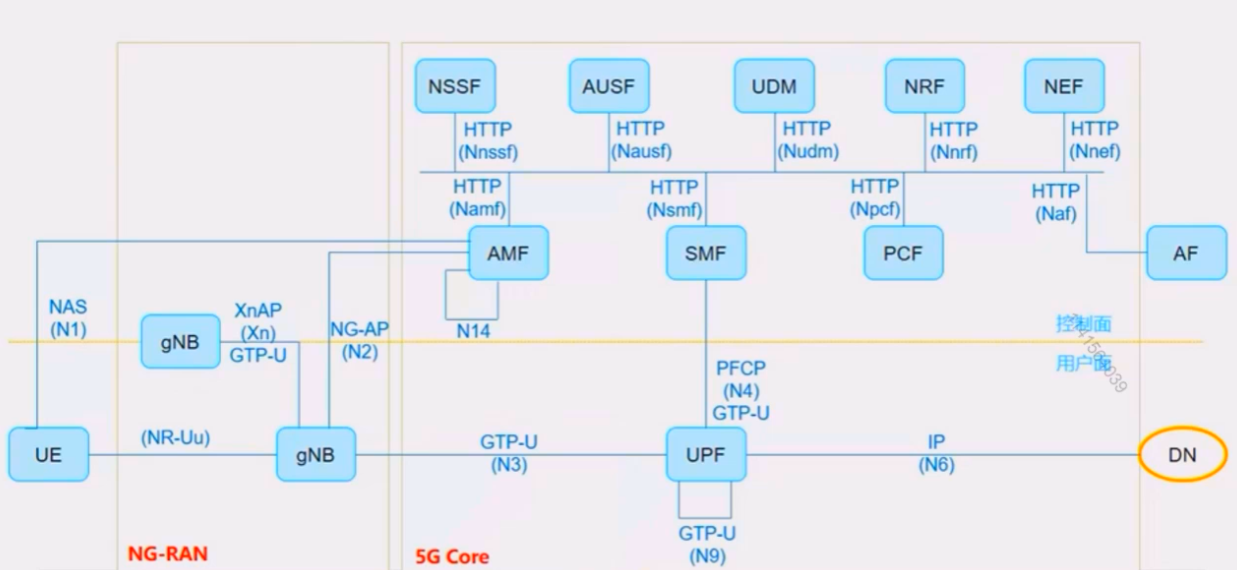 NSSF
AUSF
UDM
NRF
NEF
HTTP
(Nnssf)
HTTP
(Nausf)
HTTP
(Nudm)
HTTP
(Nnrf)
HTTP
(Nnef)
HTTP
(Namf)
HTTP
(Nsmf)
HTTP
(Npcf)
HTTP
(Naf)
AMF
SMF
PCF
AF
NAS
(N1)
gNB
XnAP
(Xn)
GTP-U
NG-AP
(N2)
N14
控制面
用户面
PFCP
(N4)
GTP-U
UE
(NR-Uu)
gNB
GTP-U
(N3)
UPF
IP
(N6)
DN
GTP-U
(N9)
NG-RAN
5G Core